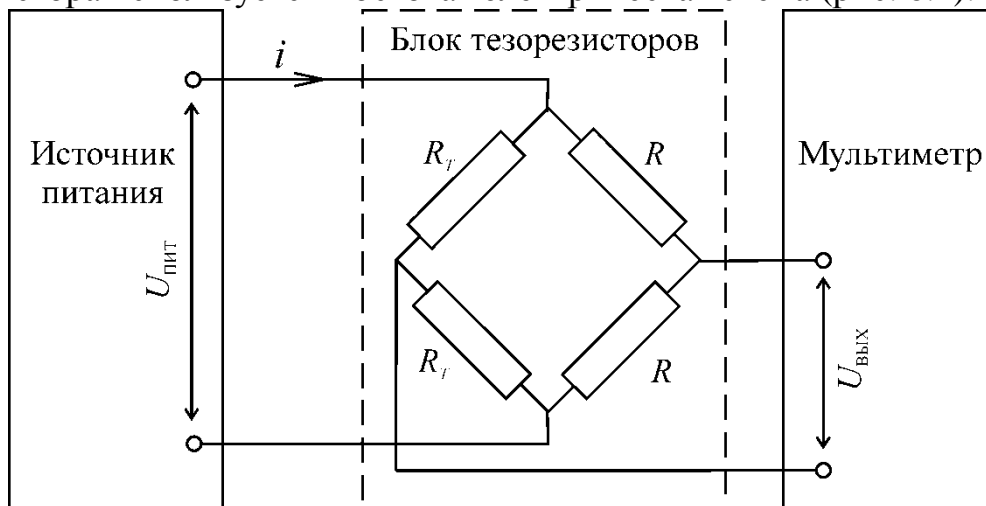 Блок тезорезисторов
i
Источник
питания
Мультиметр
R_T
R
U_пит
R_T
R
U_вых